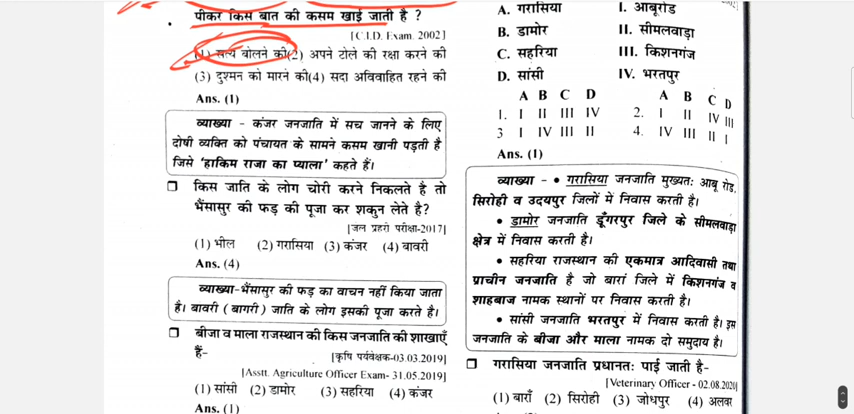 पीकर किस बात की कसम खाई जाती है ?
[C.I.D. Exam. 2002]
(1) सत्य बोलने की(2) अपने टोले की रक्षा करने की
(3) दुश्मन को मारने की(4) सदा अविवाहित रहने की
Ans. (1)
व्याख्या - कंजर जनजाति में सच जानने के लिए
दोषी व्यक्ति को पंचायत के सामने कसम खानी पड़ती है
जिसे 'हाकिम राजा का प्याला' कहते हैं।
❑ किस जाति के लोग चोरी करने निकलते है तो
भैंसासुर की फड़ की पूजा कर शकुन लेते है?
[जल प्रहरी परीक्षा-2017]
(1) भील (2) गरासिया (3) कंजर (4) बावरी
Ans. (4)
व्याख्या-भैंसासुर की फड़ का वाचन नहीं किया जाता
है। बावरी ( बागरी ) जाति के लोग इसकी पूजा करते है।
❑ बीजा व माला राजस्थान की किस जनजाति की शाखाएँ
हैं-
[कृषि पर्यवेक्षक-03.03.2019]
[Asstt. Agriculture Officer Exam- 31.05.2019]
(1) सांसी (2) डामोर (3) सहरिया (4) कंजर
Ans. (1)
A. गरासिया I. आबूरोड
B. डामोर II. सीमलवाड़ा
C. सहरिया III. किशनगंज
D. सांसी IV. भरतपुर
A B C D A B C D
1. I II III IV 2. I II IV III
3 I IV III II 4. IV III II I
Ans. (1)
व्याख्या - • गरासिया जनजाति मुख्यतः आबू रोड,
सिरोही व उदयपुर जिलों में निवास करती है।
• डामोर जनजाति डूँगरपुर जिले के सीमलवाड़ा
क्षेत्र में निवास करती है।
• सहरिया राजस्थान की एकमात्र आदिवासी तथा
प्राचीन जनजाति है जो बारां जिले में किशनगंज व
शाहबाज नामक स्थानों पर निवास करती है।
• सांसी जनजाति भरतपुर में निवास करती है। इस
जनजाति के बीजा और माला नामक दो समुदाय है।
❑ गरासिया जनजाति प्रधानतः पाई जाती है-
[Veterinary Officer - 02.08.2020]
(1) बाराँ (2) सिरोही (3) जोधपुर (4) अलवर